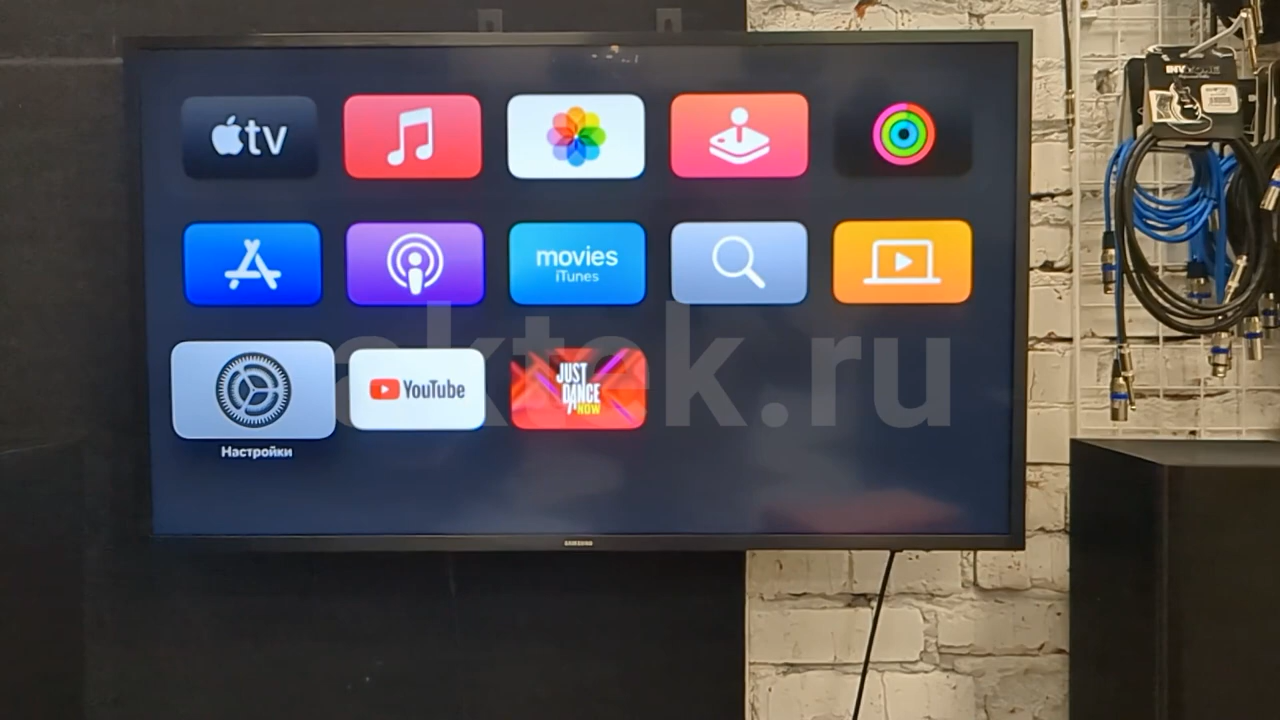 tv
movies
iTunes
Настройки
YouTube
JUST
DANCE
NOW
aktek.ru
SAMSUNG